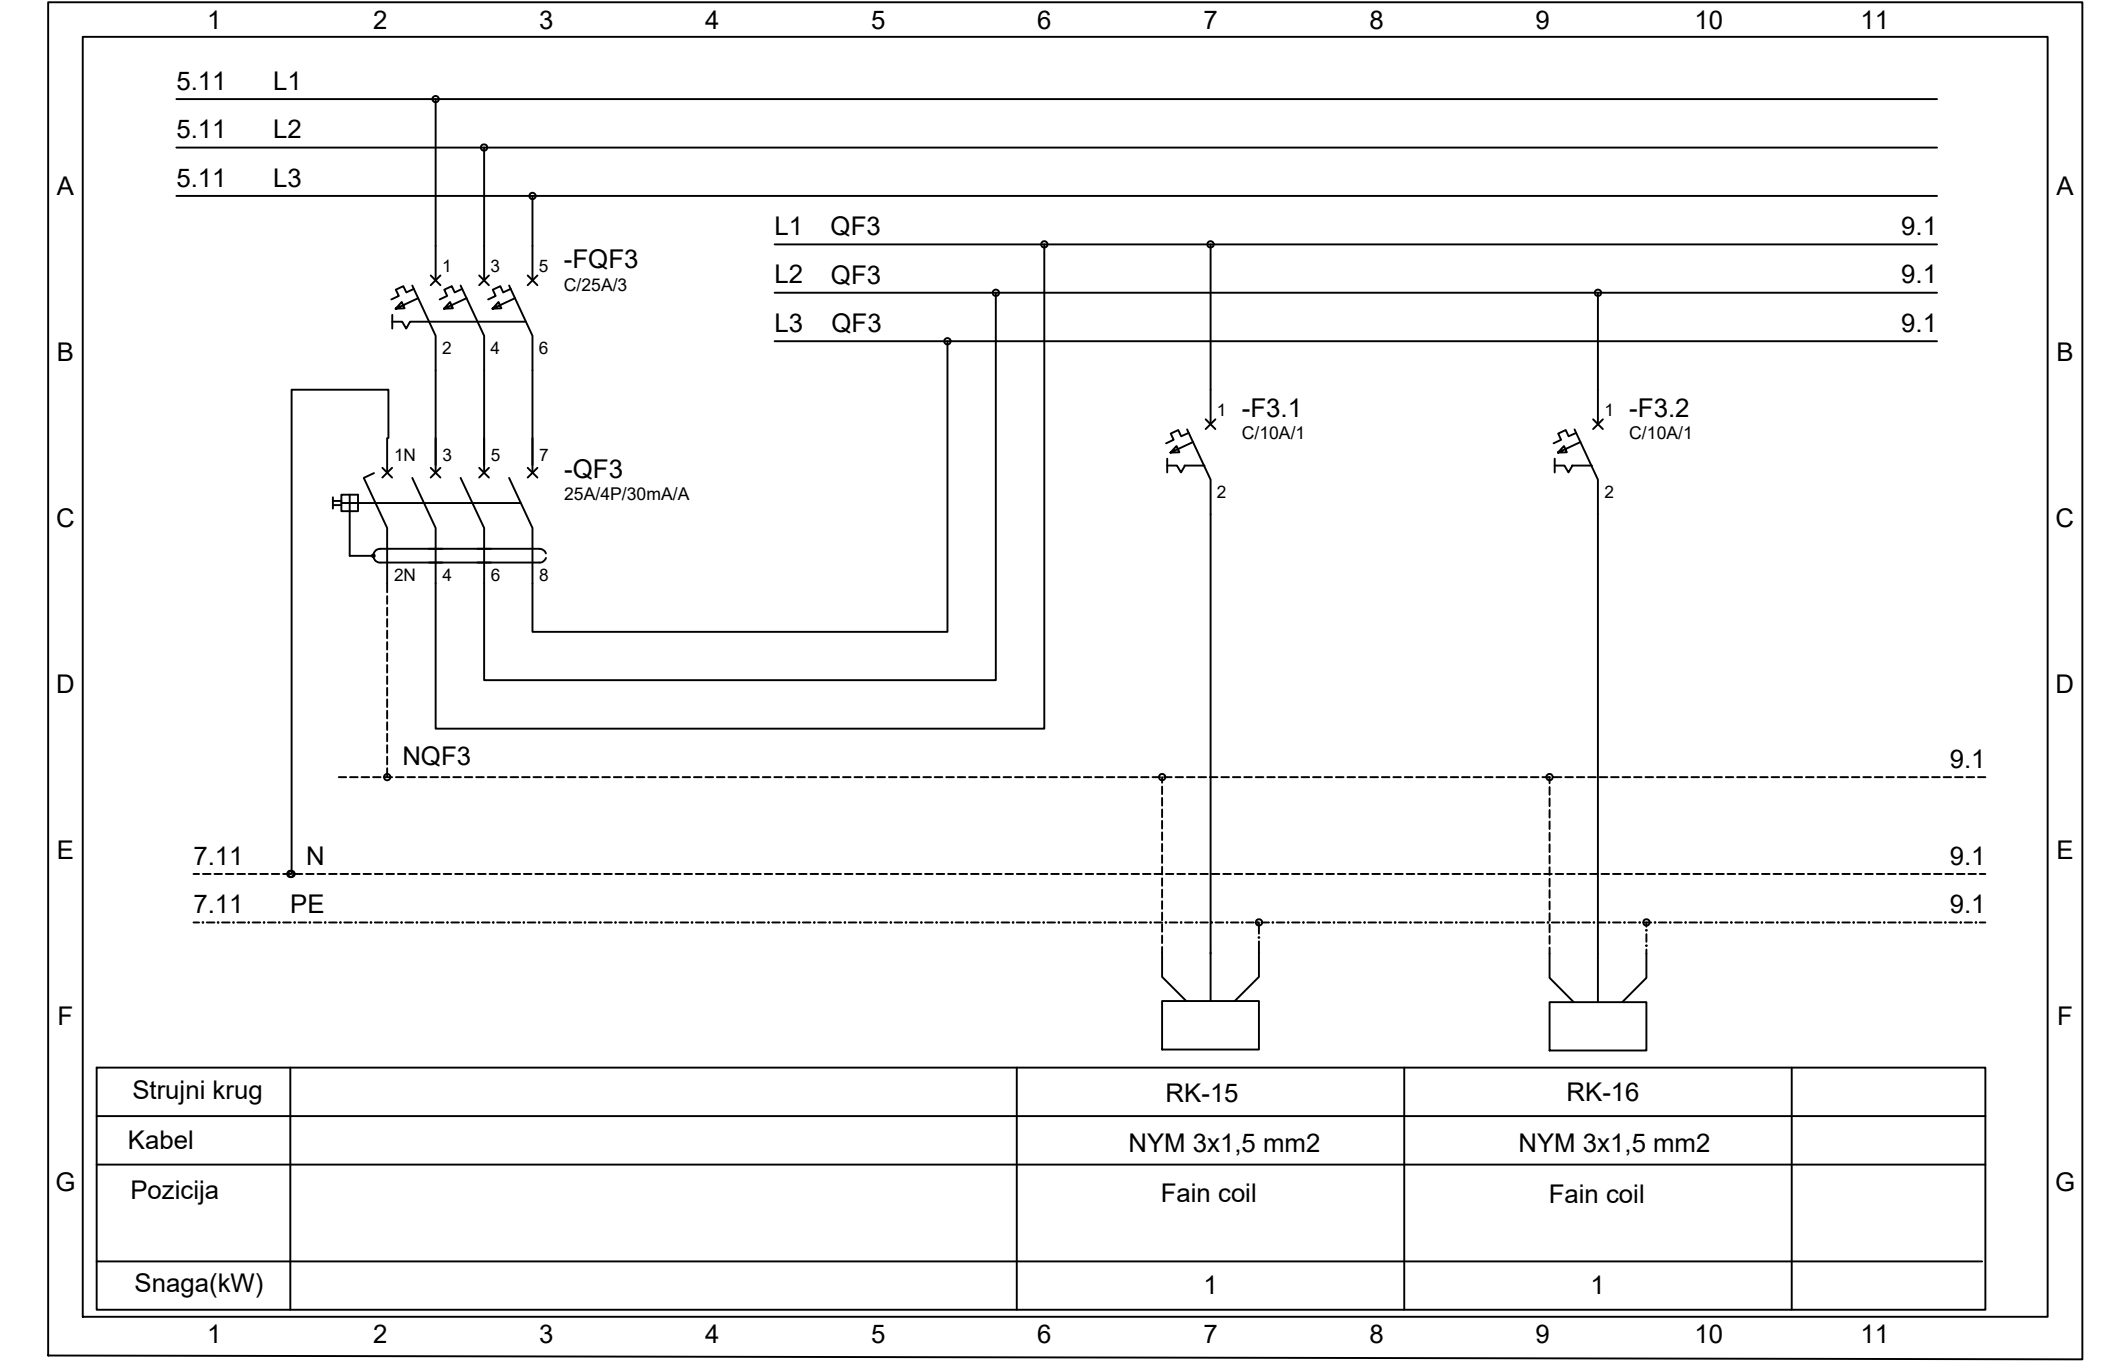 1 2 3 4 5 6 7 8 9 10 11
5.11 L1
5.11 L2
A 5.11 L3 A
L1 QF3 9.1
-FQF3
1 3 5
C/25A/3
L2 QF3 9.1
L3 QF3 9.1
B 2 4 6 B
1 -F3.1 1 -F3.2
C/10A/1 C/10A/1
1N 3 5 7
-QF3
25A/4P/30mA/A
2 2
C C
2N 4 6 8
D D
NQF3 9.1
E 7.11 N 9.1 E
7.11 PE 9.1
F F
Strujni krug RK-15 RK-16
Kabel NYM 3x1,5 mm2 NYM 3x1,5 mm2
G Pozicija Fain coil Fain coil G
Snaga(kW) 1 1
1 2 3 4 5 6 7 8 9 10 11